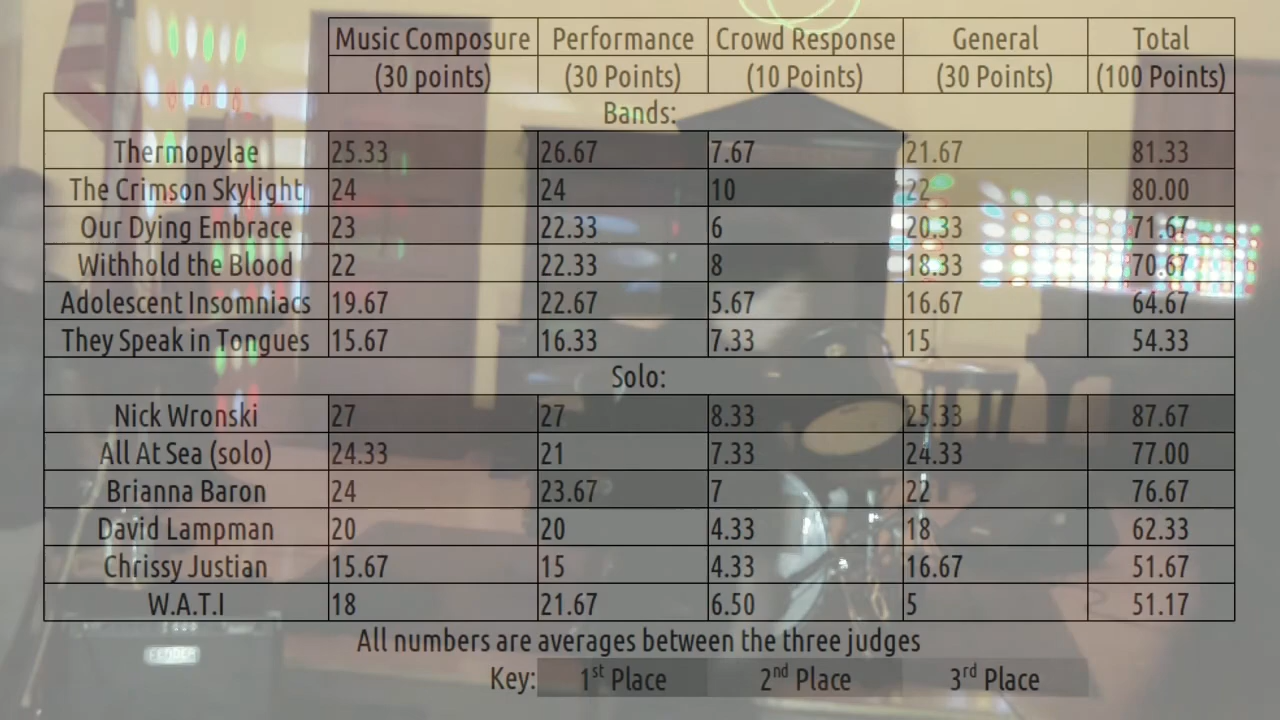 Music Composure Performance Crowd Response General Total
(30 points) (30 Points) (10 Points) (30 Points) (100 Points)
Bands:
Thermopylae 25.33 26.67 7.67 21.67 81.33
The Crimson Skylight 24 24 10 22 80.00
Our Dying Embrace 23 22.33 6 20.33 71.67
Withhold the Blood 22 22.33 8 18.33 70.67
Adolescent Insomniacs 19.67 22.67 5.67 16.67 64.67
They Speak in Tongues 15.67 16.33 7.33 15 54.33
Solo:
Nick Wronski 27 27 8.33 25.33 87.67
All At Sea (solo) 24.33 21 7.33 24.33 77.00
Brianna Baron 24 23.67 7 22 76.67
David Lampman 20 20 4.33 18 62.33
Chrissy Justian 15.67 15 4.33 16.67 51.67
W.A.T.I 18 21.67 6.50 5 51.17
All numbers are averages between the three judges
Key: 1st Place 2nd Place 3rd Place
Fender